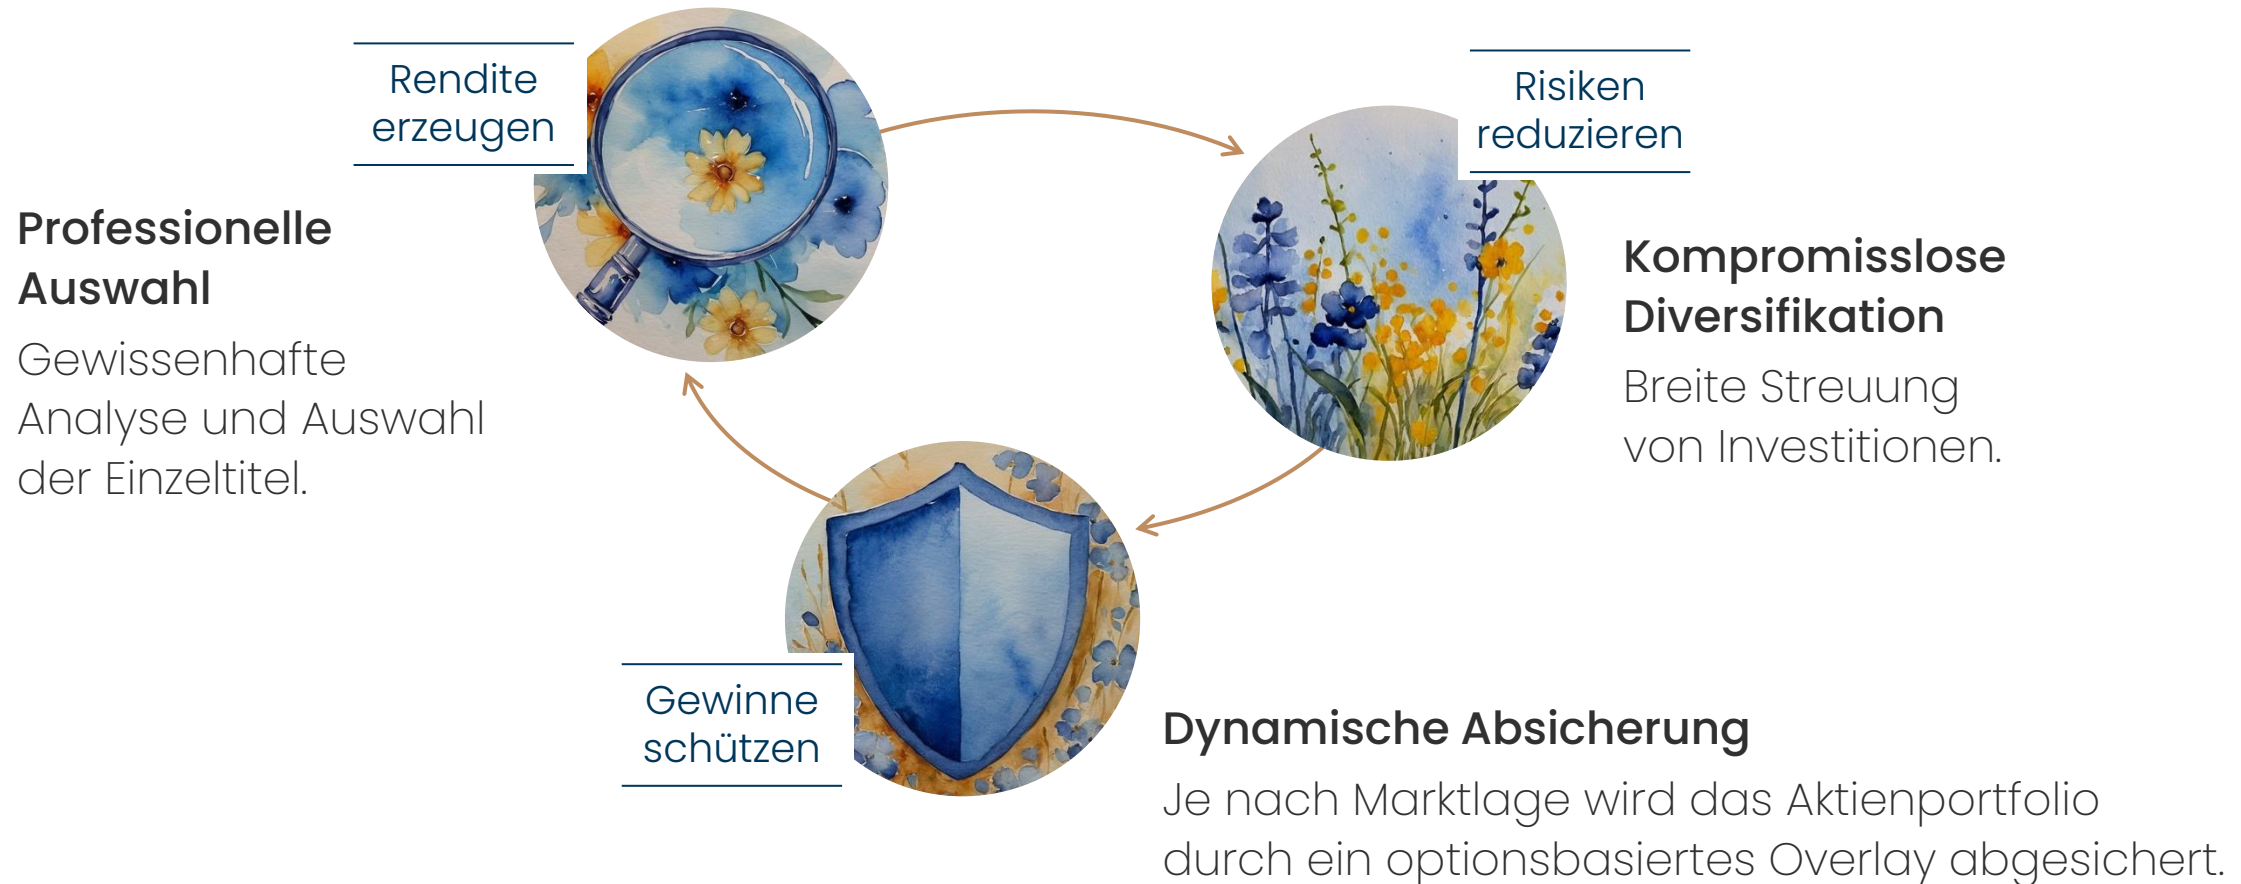 Rendite
erzeugen
Professionelle
Auswahl
Gewissenhafte
Analyse und Auswahl
der Einzeltitel.
Risiken
reduzieren
Kompromisslose
Diversifikation
Breite Streuung
von Investitionen.
Gewinne
schützen
Dynamische Absicherung
Je nach Marktlage wird das Aktienportfolio
durch ein optionsbasiertes Overlay abgesichert.